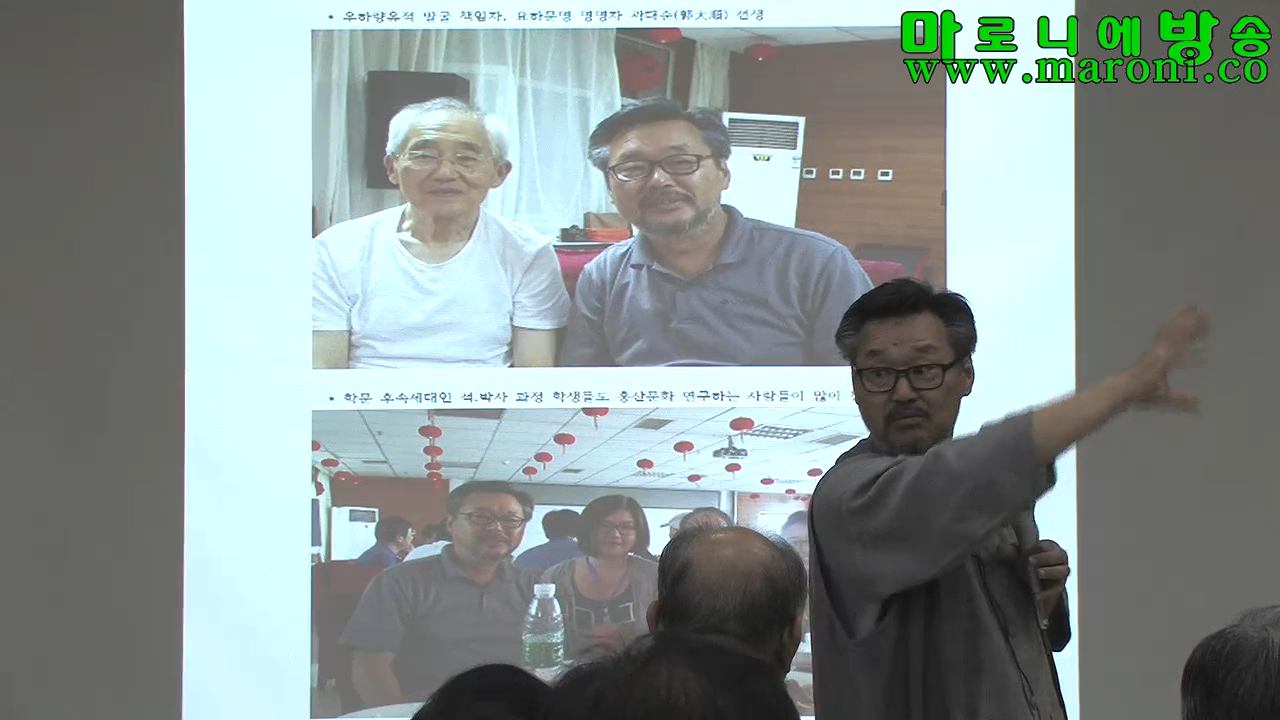 • 우하량유적 발굴 책임자, 요하문명 명명자 곽대순(郭大順) 선생
마로니에방송
www.maroni.co
• 학문 후속세대인 석.박사 과정 학생들도 홍산문화 연구하는 사람들이 많이